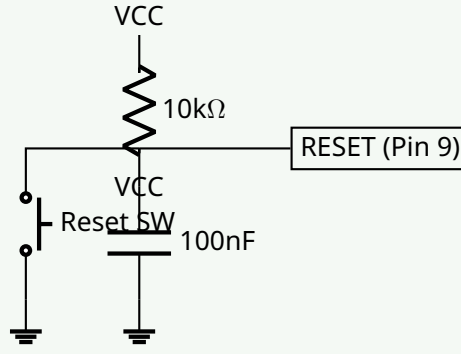 VCC
10kΩ
RESET (Pin 9)
VCC
Reset SW
100nF